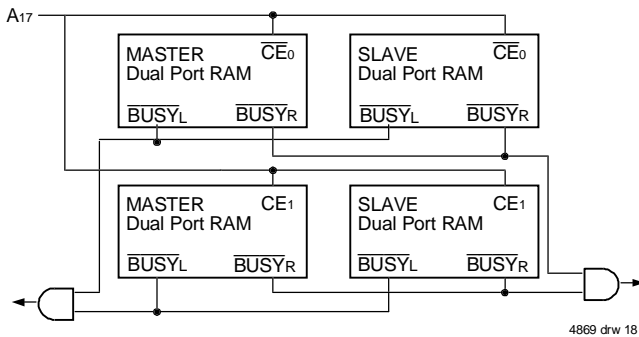 A17
MASTER CE0
Dual Port RAM
BUSYL BUSYR
SLAVE CE0
Dual Port RAM
BUSYL BUSYR
MASTER CE1
Dual Port RAM
BUSYL BUSYR
SLAVE CE1
Dual Port RAM
BUSYL BUSYR
4869 drw 18